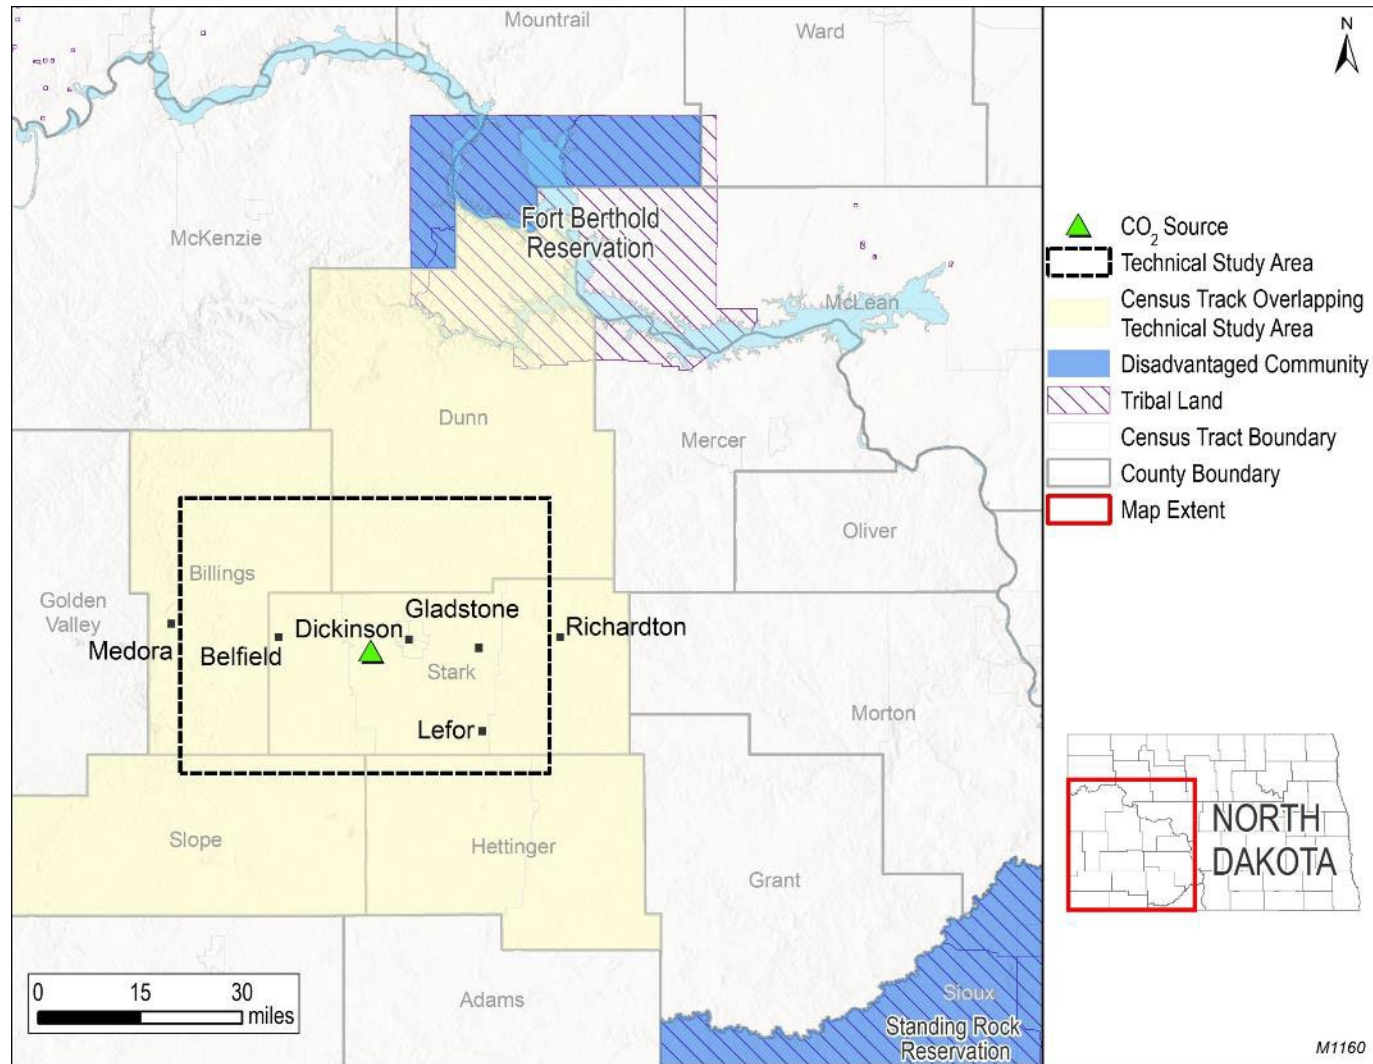 Mountrail
Ward
N
McKenzie
Fort Berthold
Reservation
McLean
Dunn
Mercer
Oliver
Billings
Golden
Valley
Medora
Belfield
Dickinson
Gladstone
Richardton
Stark
Lefor
Morton
Slope
Hettinger
Grant
Adams
Sioux
Standing Rock
Reservation
0 15 30
miles
CO2 Source
Technical Study Area
Census Track Overlapping
Technical Study Area
Disadvantaged Community
Tribal Land
Census Tract Boundary
County Boundary
Map Extent
NORTH
DAKOTA
M1160